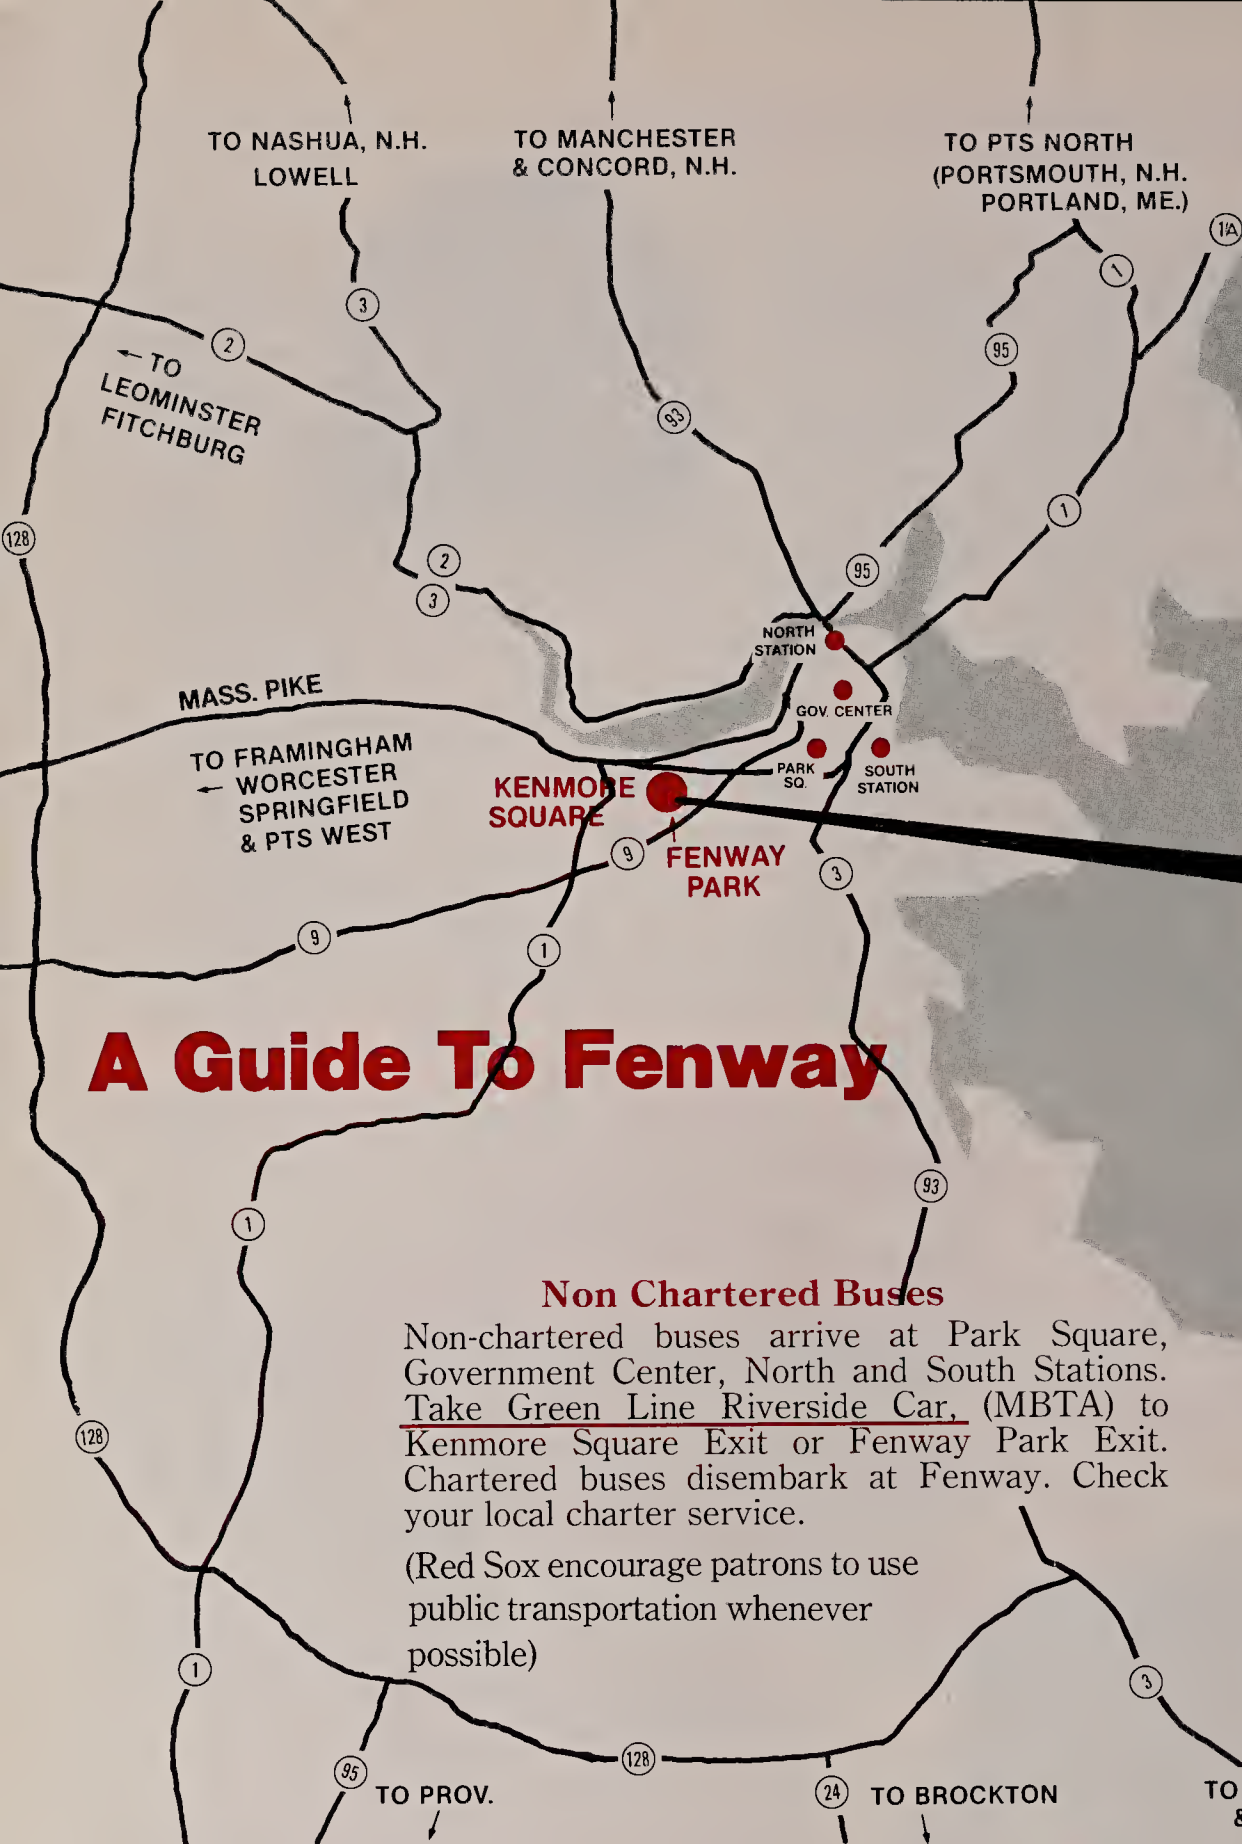 TO NASHUA, N.H.
LOWELL
TO MANCHESTER
& CONCORD, N.H.
TO PTS NORTH
(PORTSMOUTH, N.H.
PORTLAND, ME.)
1A
1
3
2
95
93
← TO
LEOMINSTER
FITCHBURG
1
128
2
3
95
NORTH
STATION
MASS. PIKE
GOV. CENTER
TO FRAMINGHAM
← WORCESTER
SPRINGFIELD
& PTS WEST
PARK
SQ.
SOUTH
STATION
KENMORE
SQUARE
9
FENWAY
PARK
3
9
1
A Guide To Fenway
93
1
Non Chartered Buses
Non-chartered buses arrive at Park Square,
Government Center, North and South Stations.
Take Green Line Riverside Car, (MBTA) to
Kenmore Square Exit or Fenway Park Exit.
Chartered buses disembark at Fenway. Check
your local charter service.
(Red Sox encourage patrons to use
public transportation whenever
possible)
128
1
3
128
95
TO PROV.
24
TO BROCKTON
TO
&